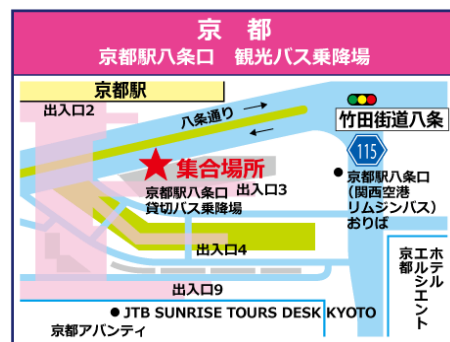 京 都
京都駅八条口 観光バス乗降場
京都駅
出入口2
八条通り
竹田街道八条
115
集合場所
京都駅八条口
貸切バス乗降場
出入口3
京都駅八条口
(関西空港
リムジンバス)
おりば
出入口4
ホテル
エルシエント
京都
出入口9
JTB SUNRISE TOURS DESK KYOTO
京都アバンティ